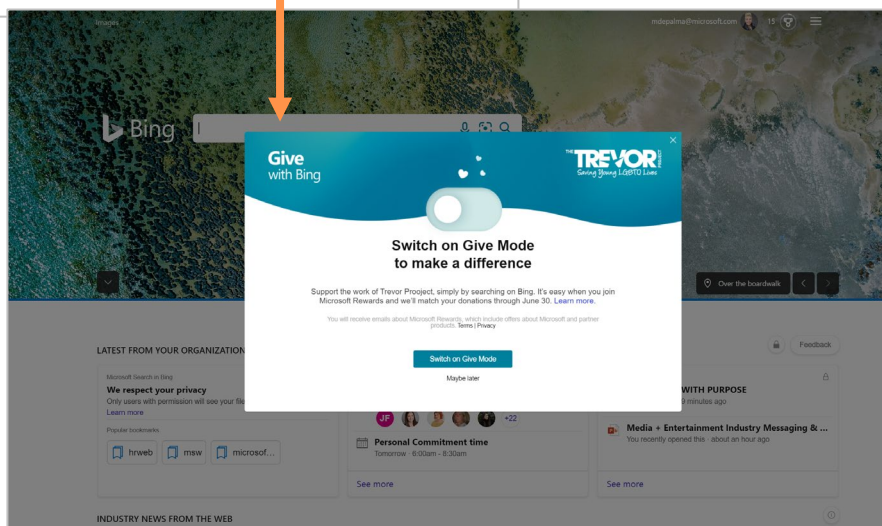 Images ...
mdepalma@microsoft.com 15
Bing
Give
with Bing
THE TREVOR PROJECT
Saving Young LGBTQ Lives
Switch on Give Mode
to make a difference
Support the work of Trevor Prooject, simply by searching on Bing. It's easy when you join
Microsoft Rewards and we'll match your donations through June 30. Learn more.
You will receive emails about Microsoft Rewards, which include offers about Microsoft and partner
products. Terms | Privacy
Switch on Give Mode
Maybe later
Over the boardwalk
Feedback
LATEST FROM YOUR ORGANIZATION
Microsoft Search in Bing
We respect your privacy
Only users with permission will see your file
Learn more
Popular bookmarks
hrweb
msw
microsof...
JF
+22
Personal Commitment time
Tomorrow · 6:00am - 8:30am
See more
WITH PURPOSE
minutes ago
Media + Entertainment Industry Messaging & ...
You recently opened this · about an hour ago
See more
INDUSTRY NEWS FROM THE WEB